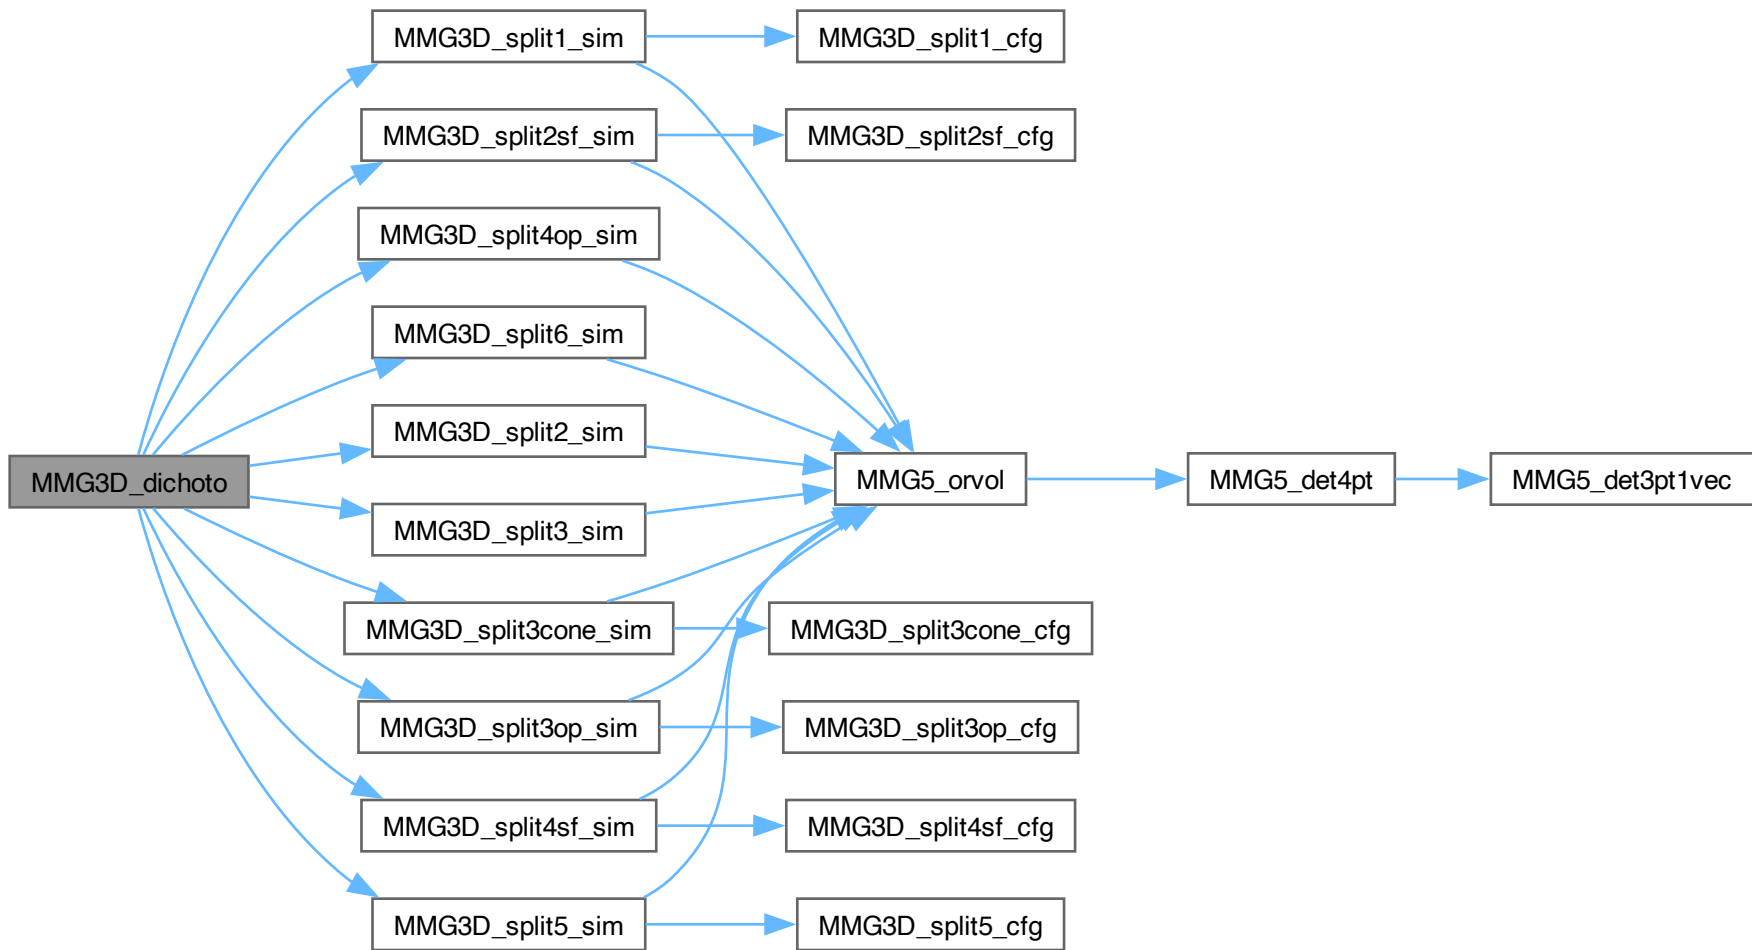 MMG3D_split1_sim
MMG3D_split1_cfg
MMG3D_split2sf_sim
MMG3D_split2sf_cfg
MMG3D_split4op_sim
MMG3D_split6_sim
MMG3D_split2_sim
MMG3D_dichoto
MMG5_orvol
MMG5_det4pt
MMG5_det3pt1vec
MMG3D_split3_sim
MMG3D_split3cone_sim
MMG3D_split3cone_cfg
MMG3D_split3op_sim
MMG3D_split3op_cfg
MMG3D_split4sf_sim
MMG3D_split4sf_cfg
MMG3D_split5_sim
MMG3D_split5_cfg